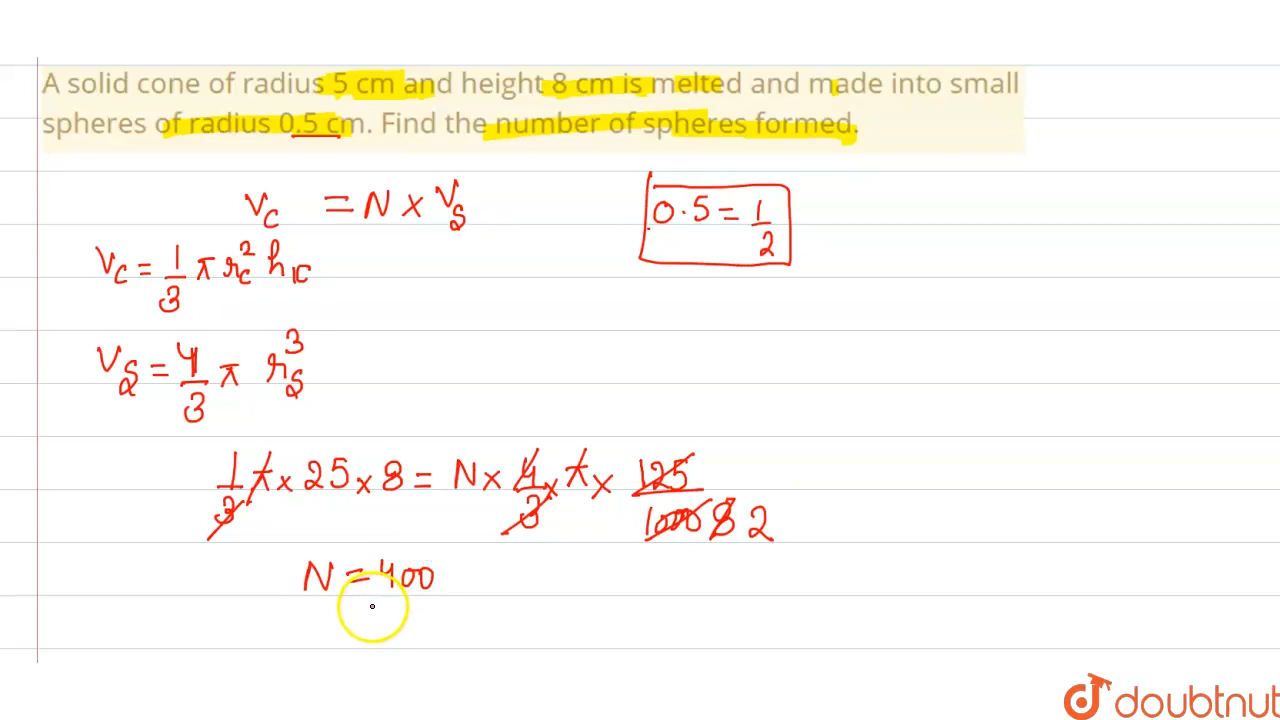 A solid cone of radius 5 cm and height 8 cm is melted and made into small
spheres of radius 0.5 cm. Find the number of spheres formed.
V_C = N × V_S
0.5 = 1/2
V_C = 1/3 π r_C^2 h_C
V_S = 4/3 π r_S^3
1/3 π × 25 × 8 = N × 4/3 × π × 125/1000 8 2
N = 400
doubtnut